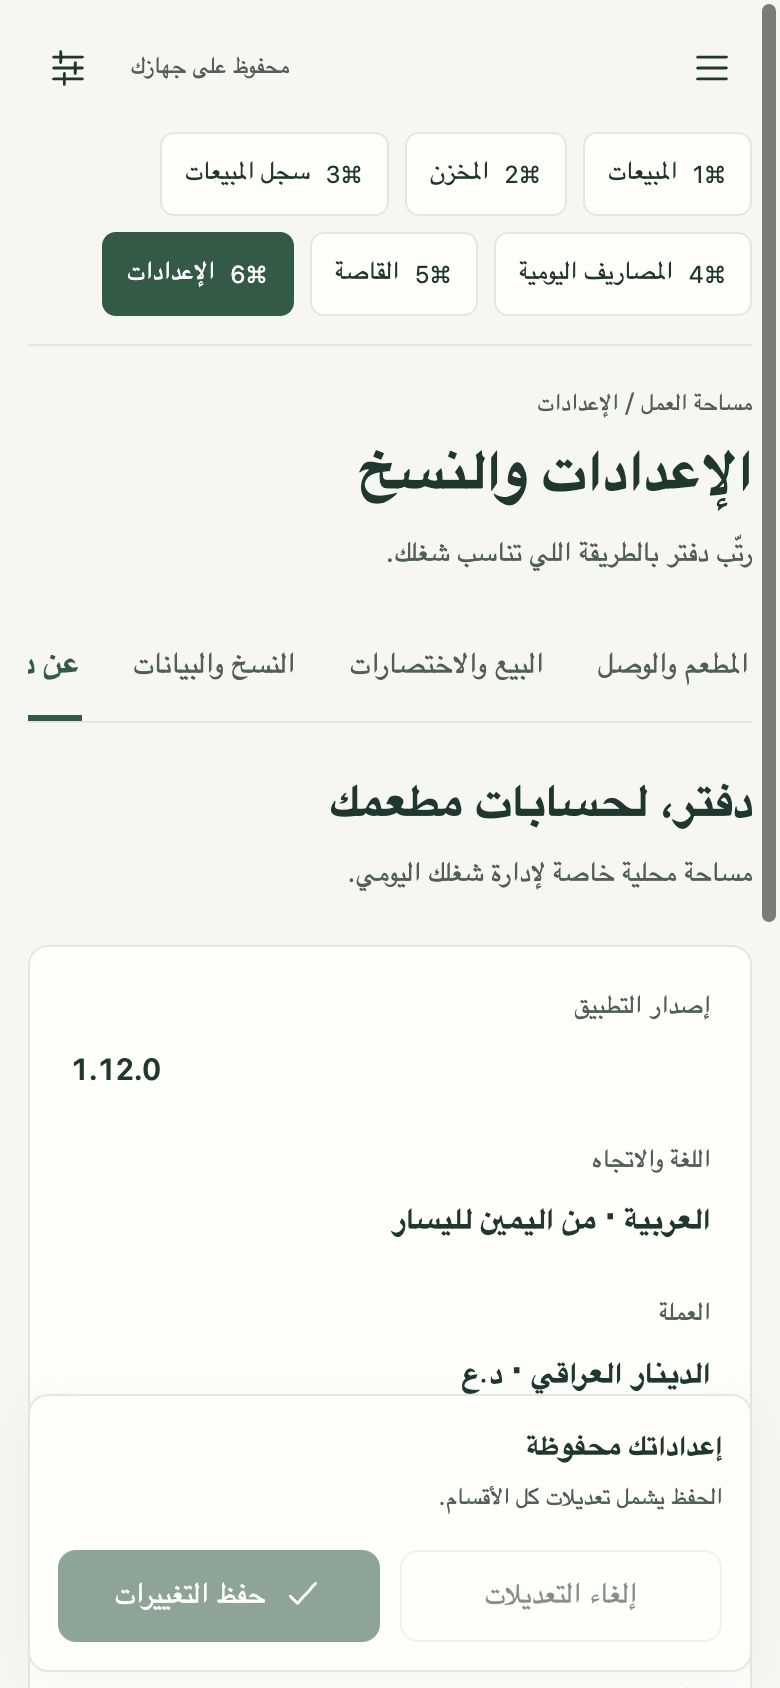 محفوظ على جهازك
⌘1 المبيعات
⌘2 المخزن
⌘3 سجل المبيعات
⌘4 المصاريف اليومية
⌘5 القاصة
⌘6 الإعدادات
مساحة العمل / الإعدادات
الإعدادات والنسخ
رتّب دفتر بالطريقة اللي تناسب شغلك.
المطعم والوصل
البيع والاختصارات
النسخ والبيانات
عن
دفتر، لحسابات مطعمك
مساحة محلية خاصة لإدارة شغلك اليومي.
إصدار التطبيق
1.12.0
اللغة والاتجاه
العربية · من اليمين لليسار
العملة
الدينار العراقي · د.ع
إعداداتك محفوظة
الحفظ يشمل تعديلات كل الأقسام.
إلغاء التعديلات
حفظ التغييرات